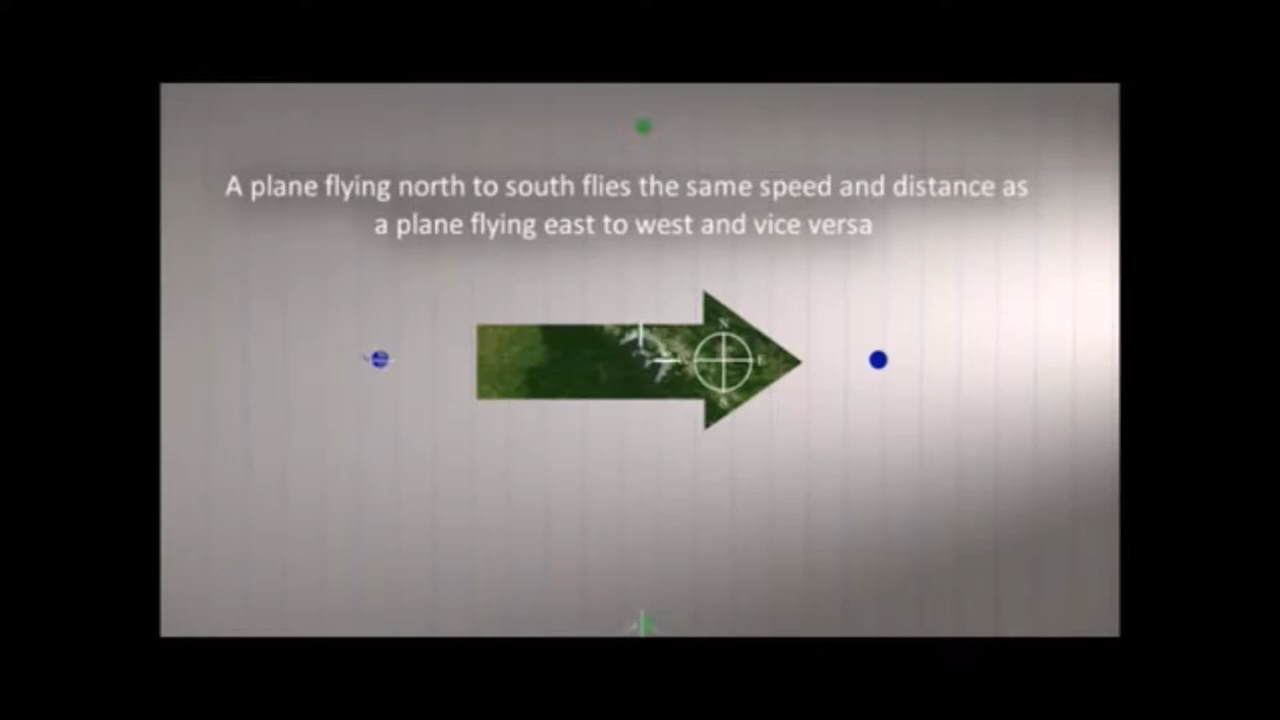 A plane flying north to south flies the same speed and distance as
a plane flying east to west and vice versa
N
E
S